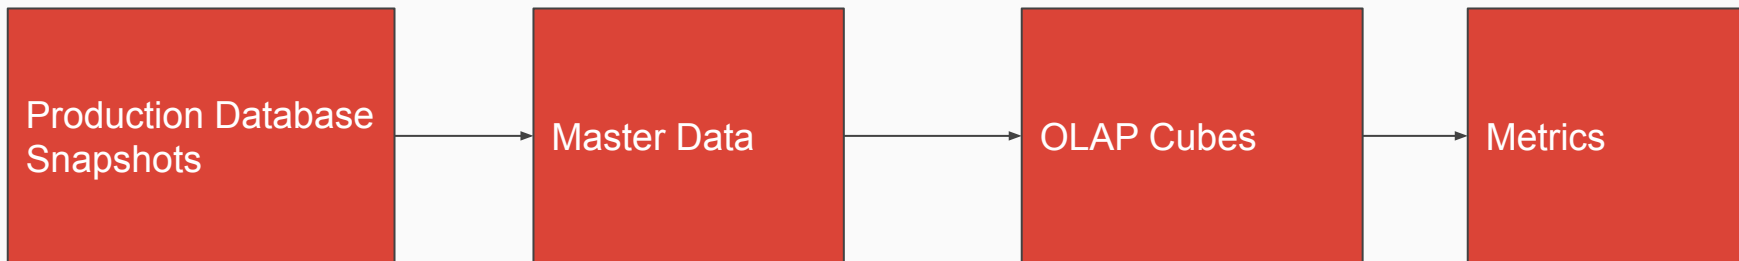 Production Database
Snapshots
Master Data
OLAP Cubes
Metrics